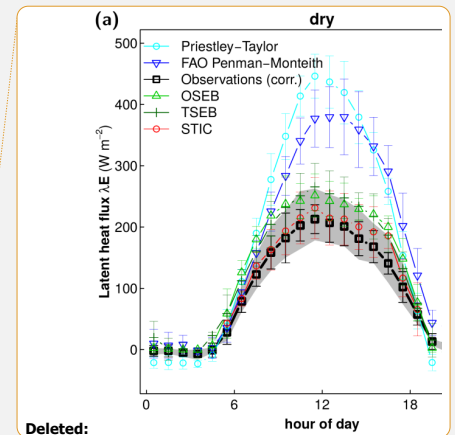 (a)
dry
Latent heat flux λE (W m−2)
500
400
300
200
100
0
Priestley−Taylor
FAO Penman−Monteith
Observations (corr.)
OSEB
TSEB
STIC
0 6 12 18
hour of day
Deleted: